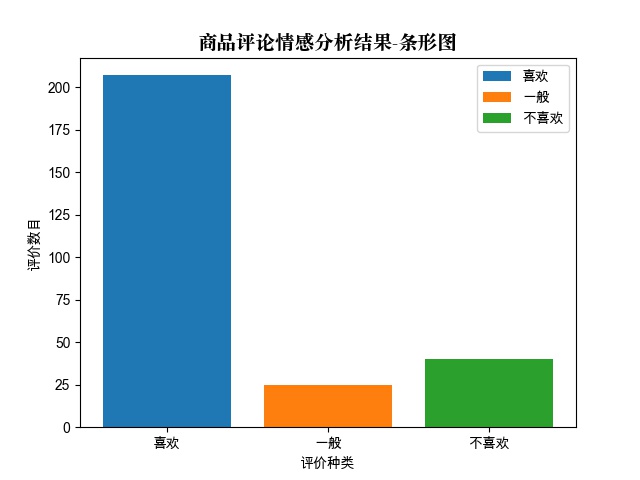 商品评论情感分析结果-条形图
喜欢
一般
不喜欢
200
175
150
125
100
75
50
25
0
评价数目
喜欢 一般 不喜欢
评价种类